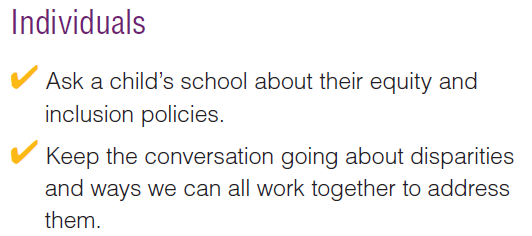 Individuals
✔ Ask a child’s school about their equity and
inclusion policies.
✔ Keep the conversation going about disparities
and ways we can all work together to address
them.